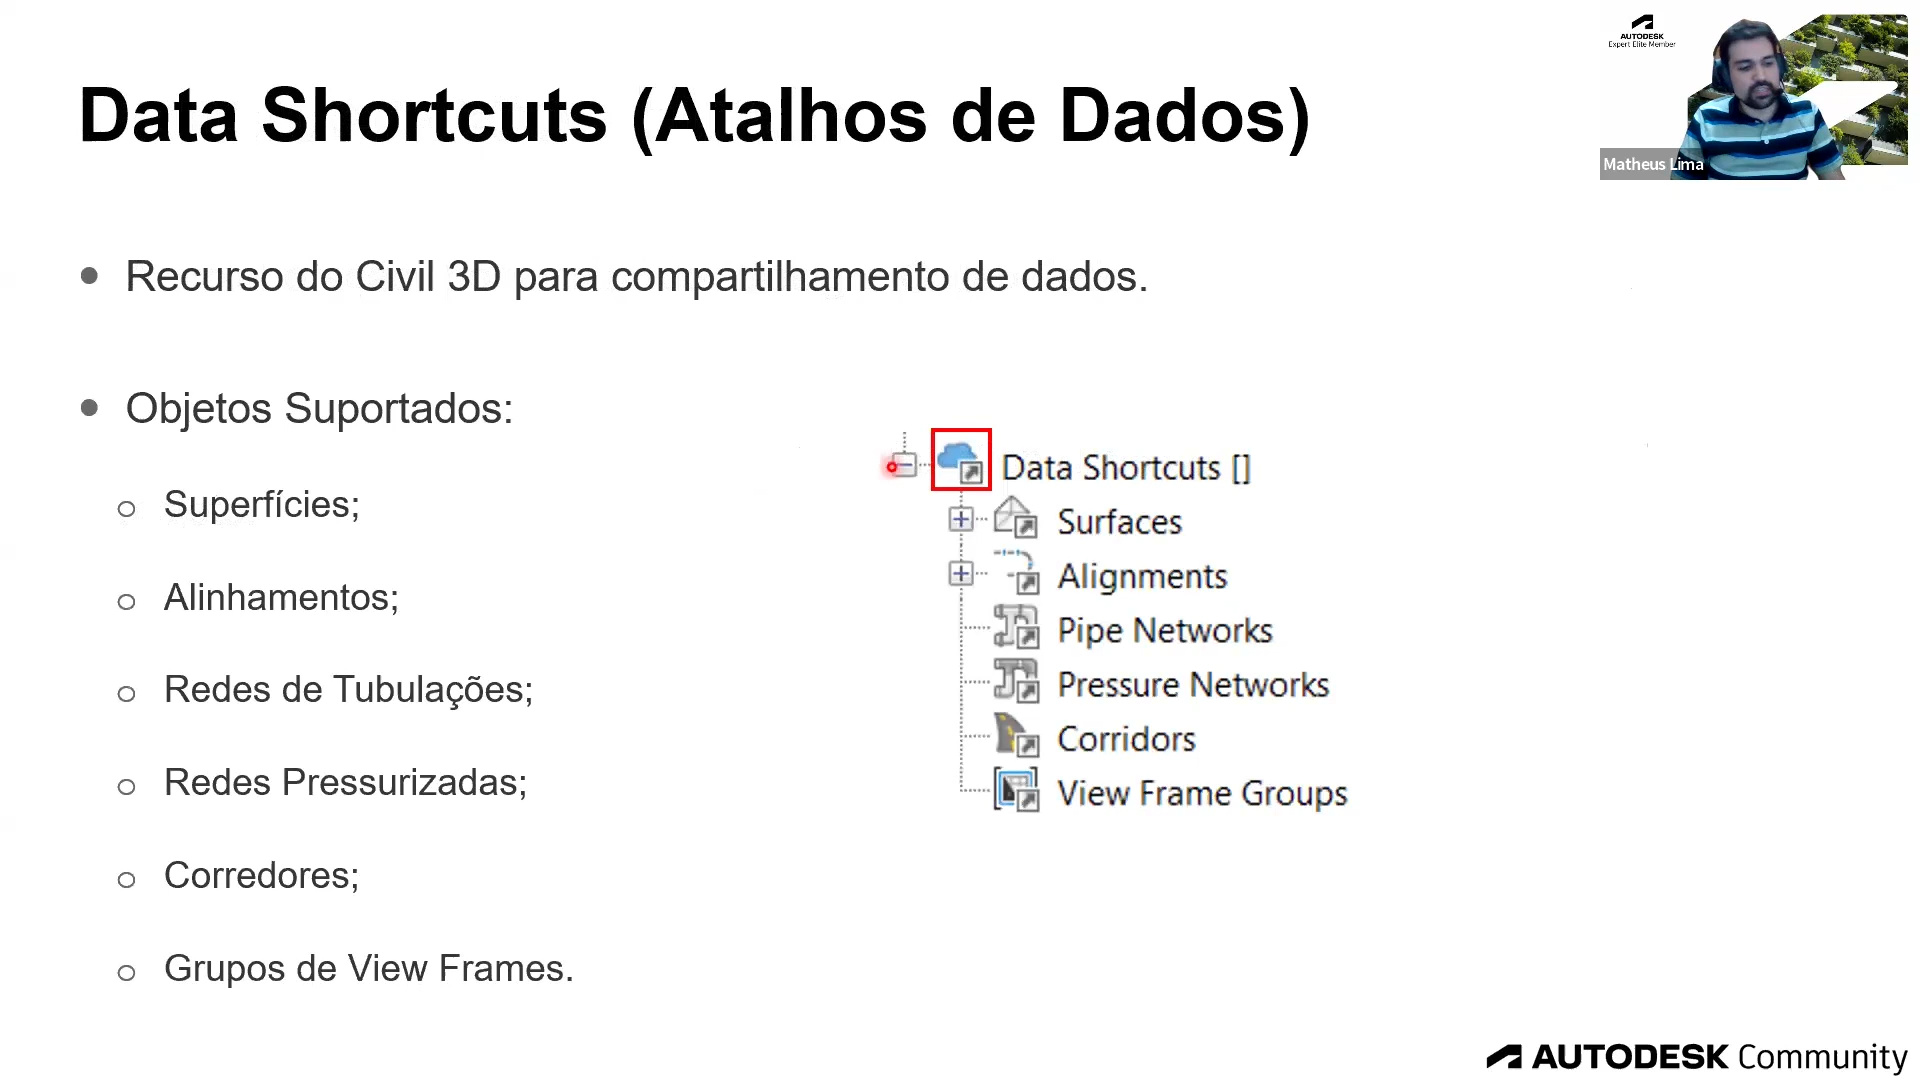 AUTODESK
Expert Elite Member
Matheus Lima
Data Shortcuts (Atalhos de Dados)
Recurso do Civil 3D para compartilhamento de dados.
Objetos Suportados:
Superfícies;
Alinhamentos;
Redes de Tubulações;
Redes Pressurizadas;
Corredores;
Grupos de View Frames.
Data Shortcuts []
Surfaces
Alignments
Pipe Networks
Pressure Networks
Corridors
View Frame Groups
AUTODESK Community